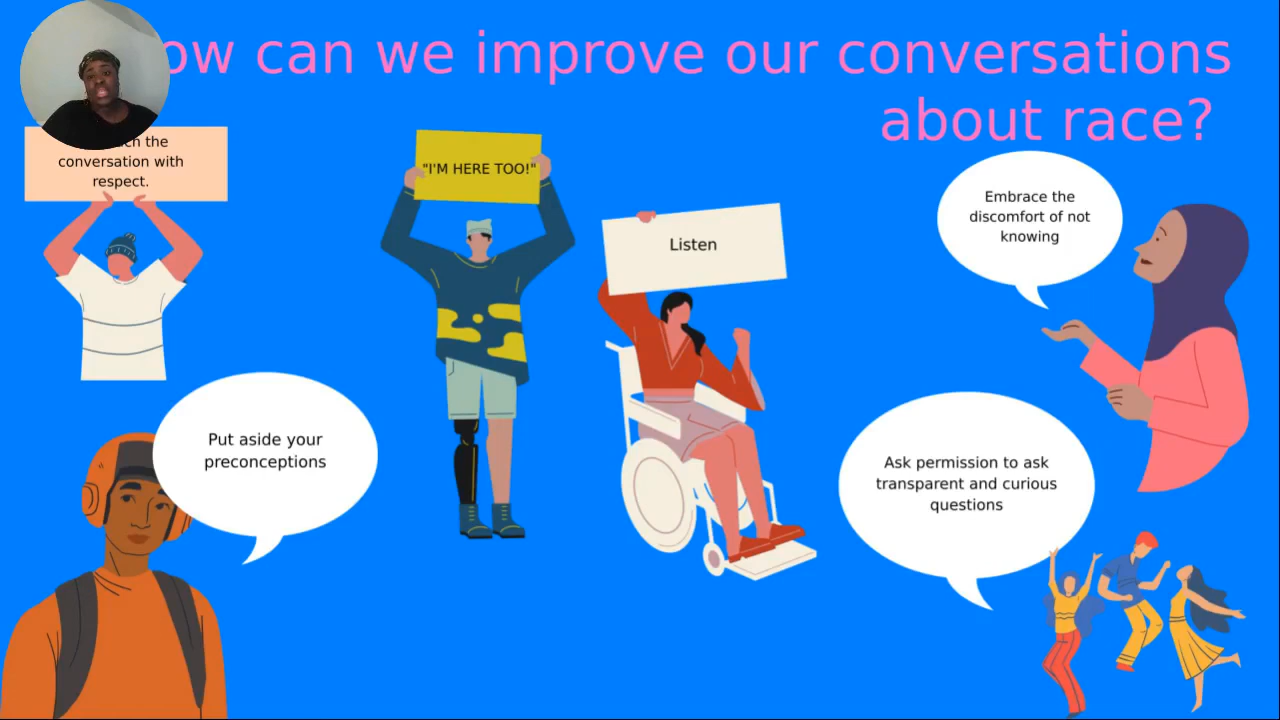 ow can we improve our conversations
about race?
the
conversation with
respect.
"I'M HERE TOO!"
Listen
Embrace the
discomfort of not
knowing
Put aside your
preconceptions
Ask permission to ask
transparent and curious
questions